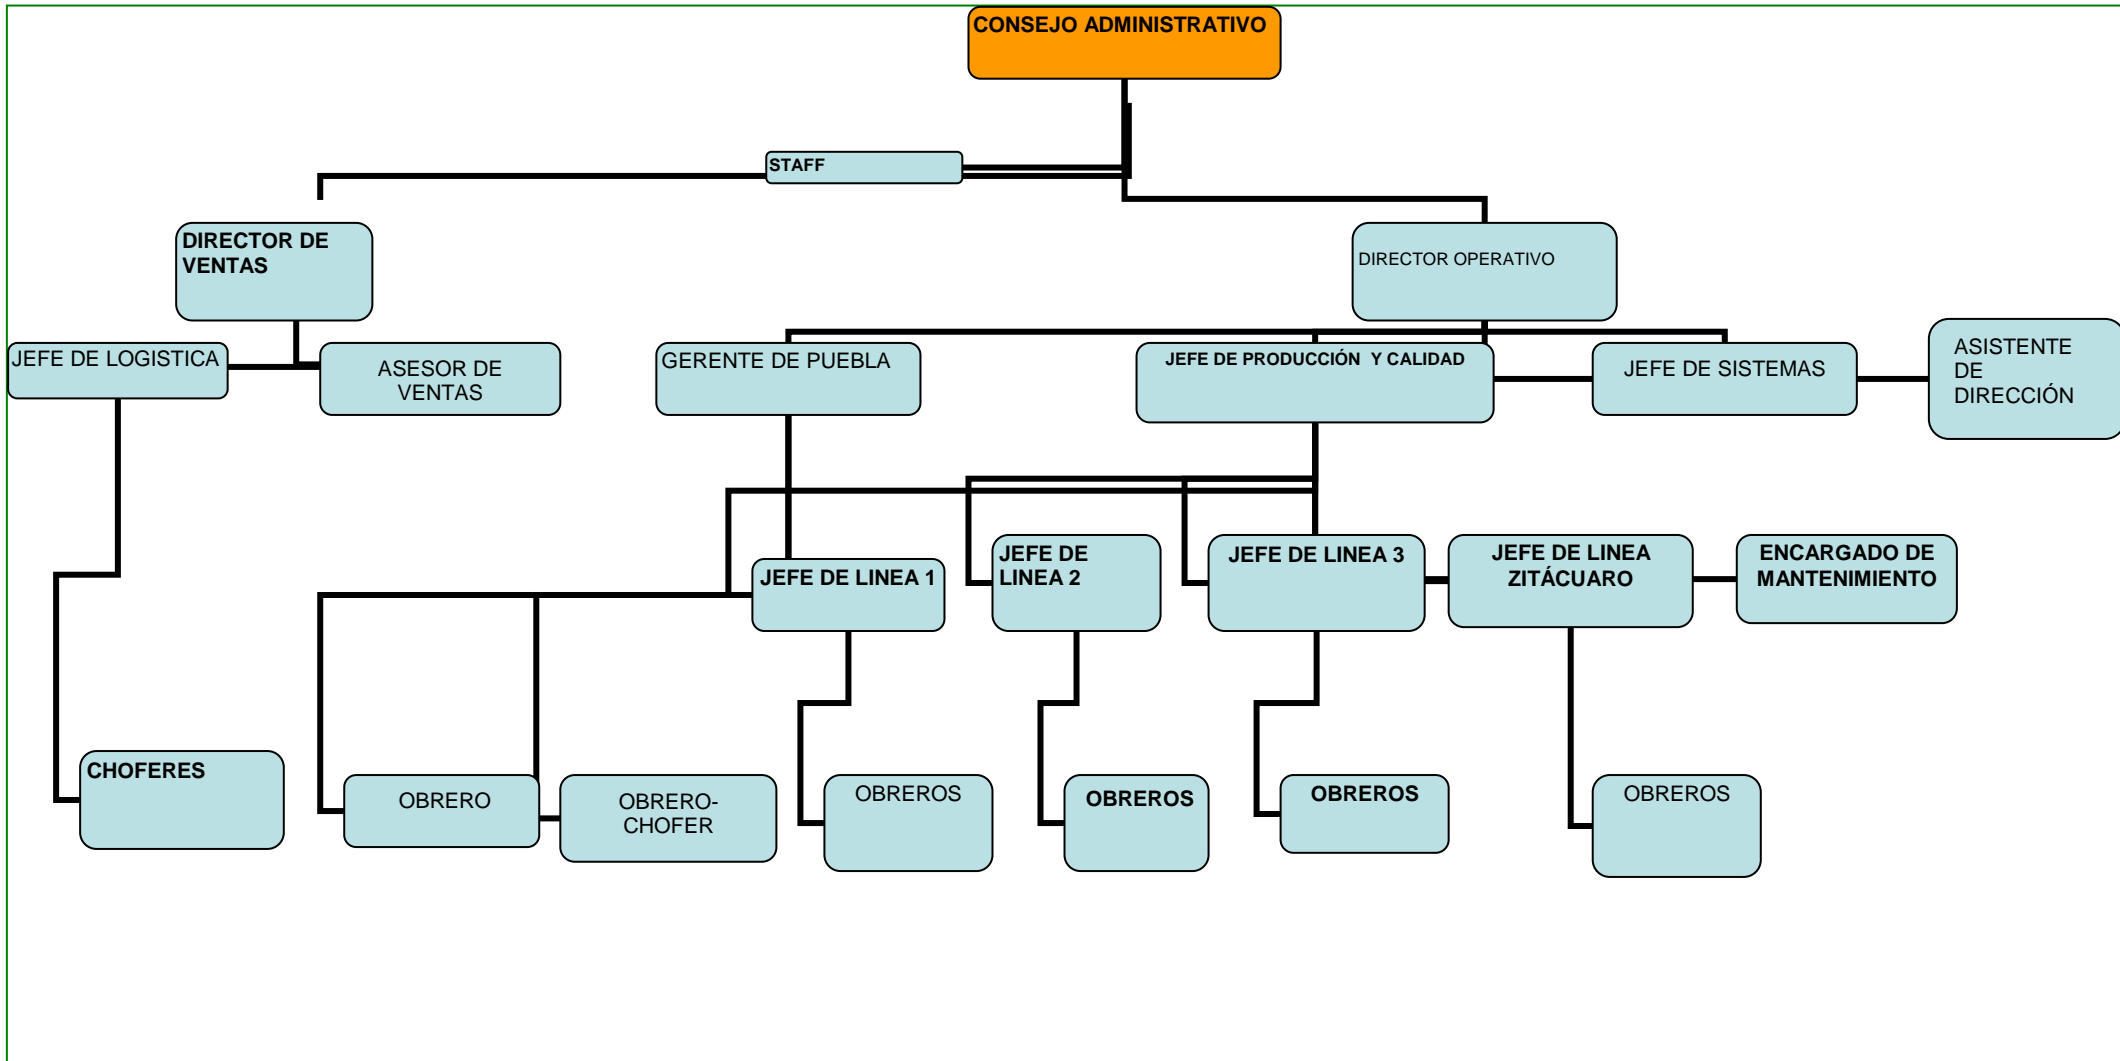 CONSEJO ADMINISTRATIVO
STAFF
DIRECTOR DE
VENTAS
DIRECTOR OPERATIVO
JEFE DE LOGISTICA
ASESOR DE
VENTAS
GERENTE DE PUEBLA
JEFE DE PRODUCCIÓN Y CALIDAD
JEFE DE SISTEMAS
ASISTENTE
DE
DIRECCIÓN
JEFE DE LINEA 1
JEFE DE
LINEA 2
JEFE DE LINEA 3
JEFE DE LINEA
ZITÁCUARO
ENCARGADO DE
MANTENIMIENTO
CHOFERES
OBRERO
OBRERO-
CHOFER
OBREROS
OBREROS
OBREROS
OBREROS